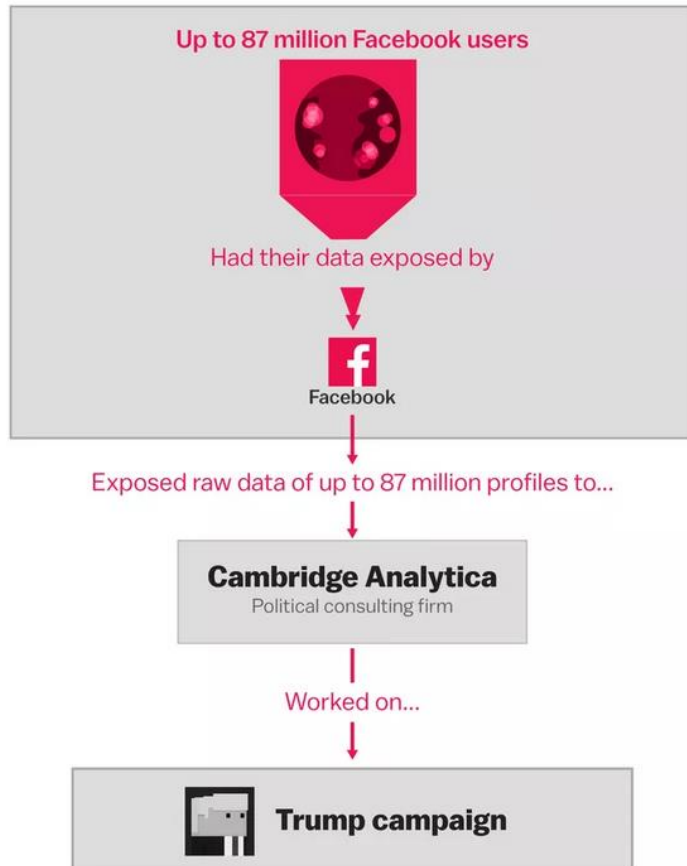 Up to 87 million Facebook users
Had their data exposed by
f
Facebook
Exposed raw data of up to 87 million profiles to...
Cambridge Analytica
Political consulting firm
Worked on...
Trump campaign